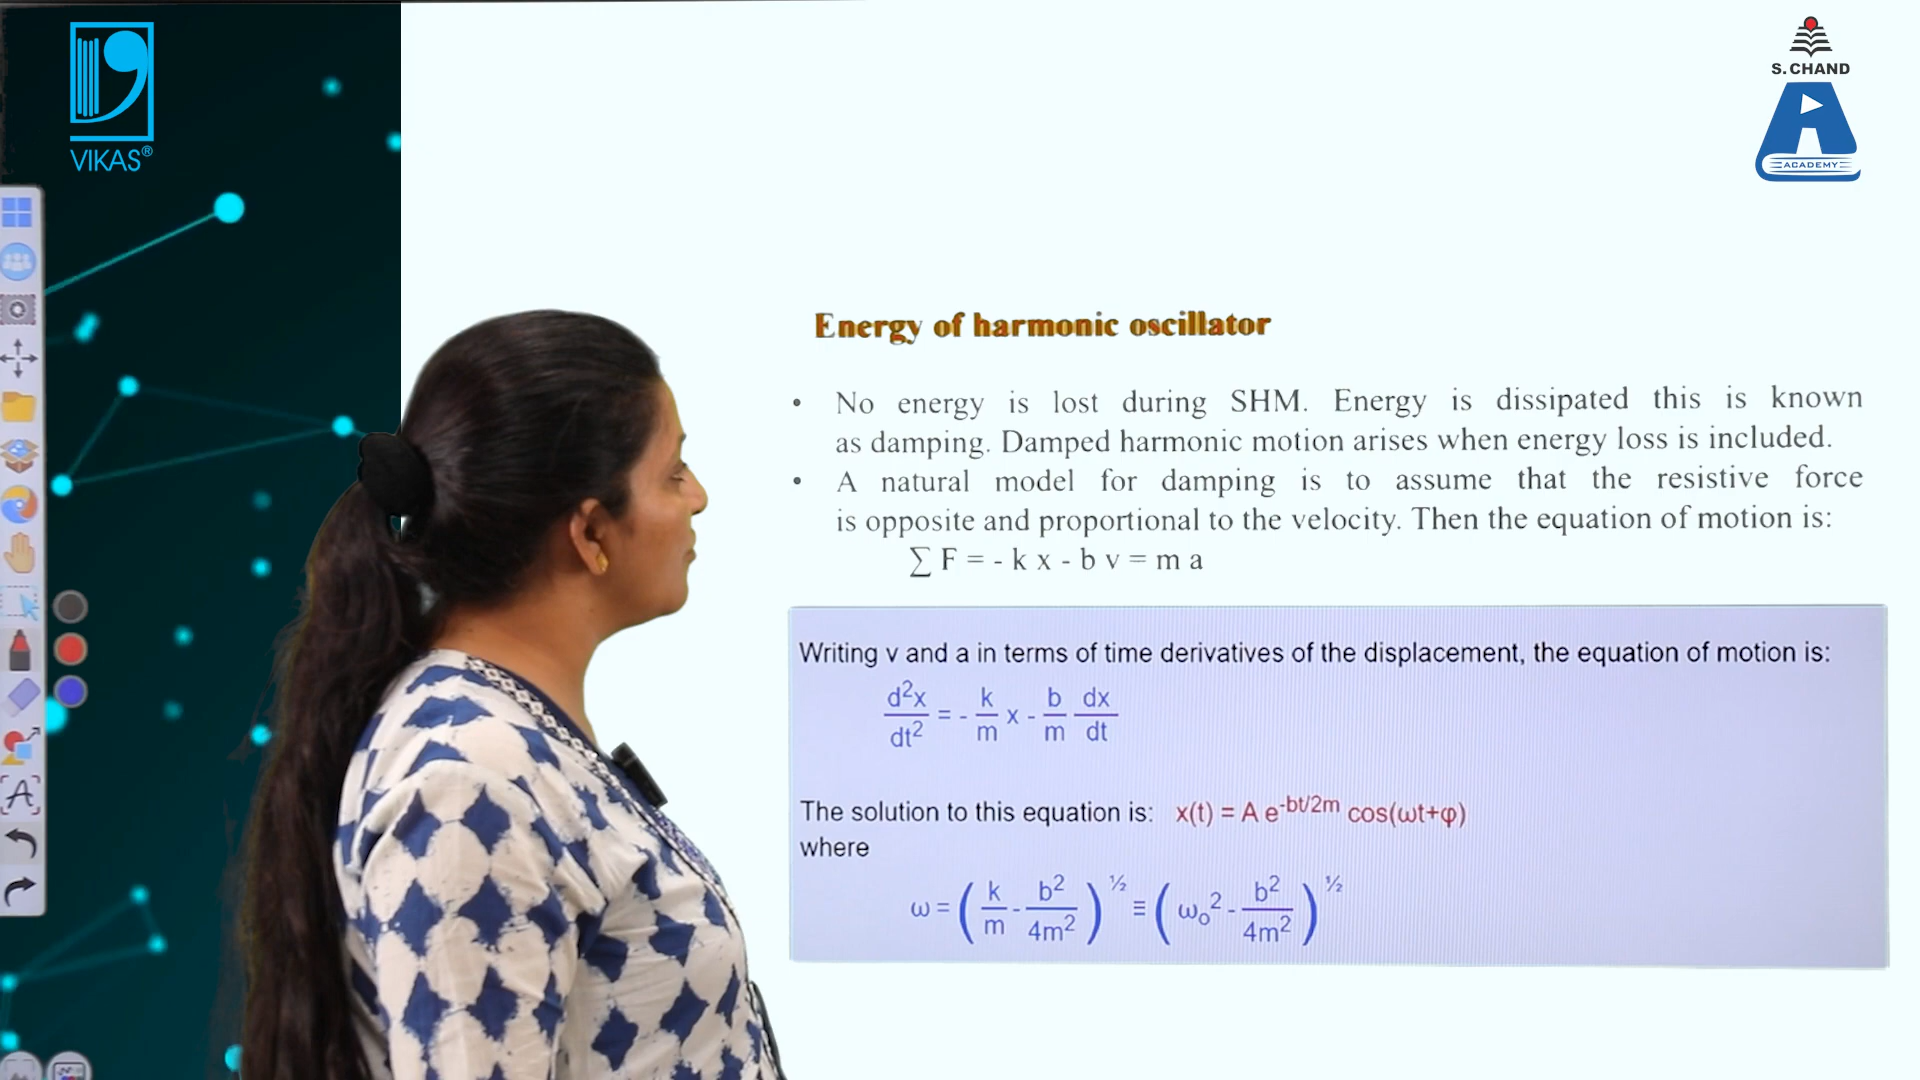 VIKAS®
S. CHAND
ACADEMY
Energy of harmonic oscillator
• No energy is lost during SHM. Energy is dissipated this is known
as damping. Damped harmonic motion arises when energy loss is included.
• A natural model for damping is to assume that the resistive force
is opposite and proportional to the velocity. Then the equation of motion is:
∑ F = - k x - b v = m a
Writing v and a in terms of time derivatives of the displacement, the equation of motion is:
d²x/dt² = - k/m x - b/m dx/dt
The solution to this equation is: x(t) = A e^-bt/2m cos(ωt+φ)
where
ω = (k/m - b²/4m²)^½ ≡ (ω₀² - b²/4m²)^½